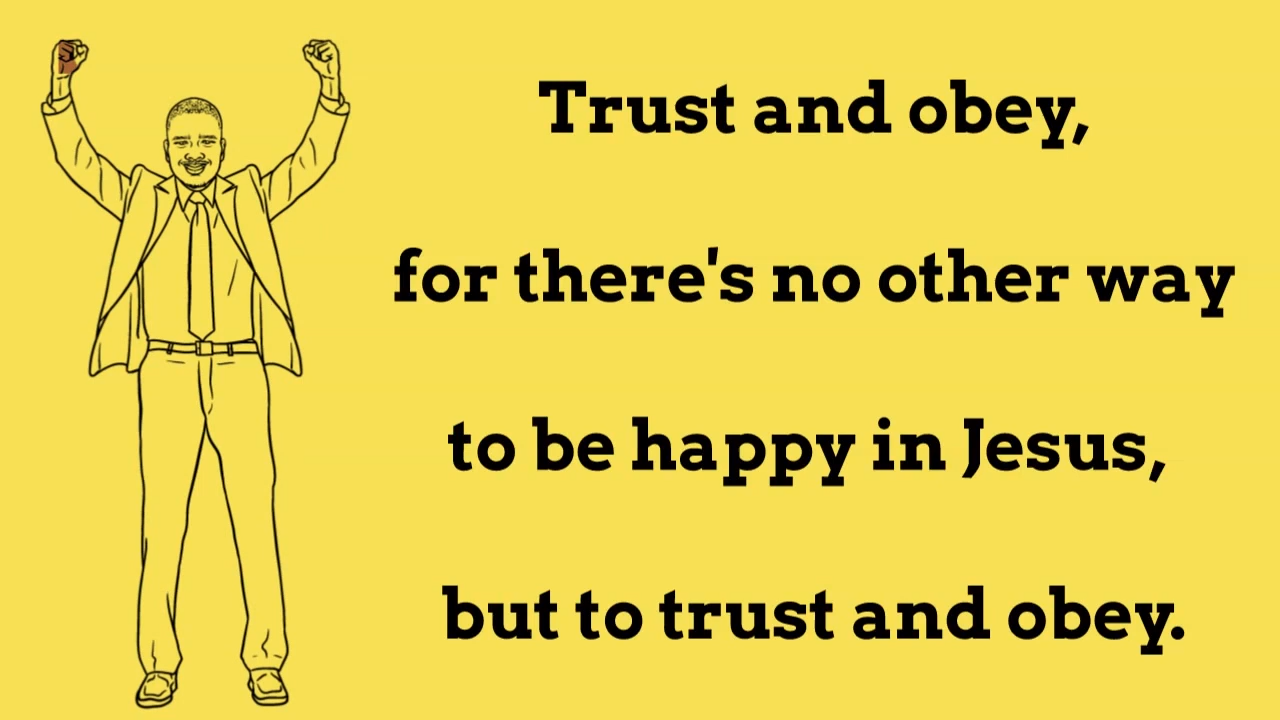 Trust and obey,
for there's no other way
to be happy in Jesus,
but to trust and obey.